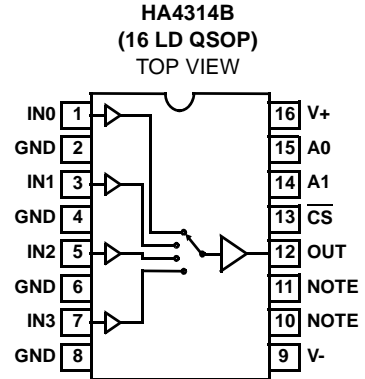 HA4314B
(16 LD QSOP)
TOP VIEW
IN0 1 16 V+
GND 2 15 A0
IN1 3 14 A1
GND 4 13 C̅S̅
IN2 5 12 OUT
GND 6 11 NOTE
IN3 7 10 NOTE
GND 8 9 V-